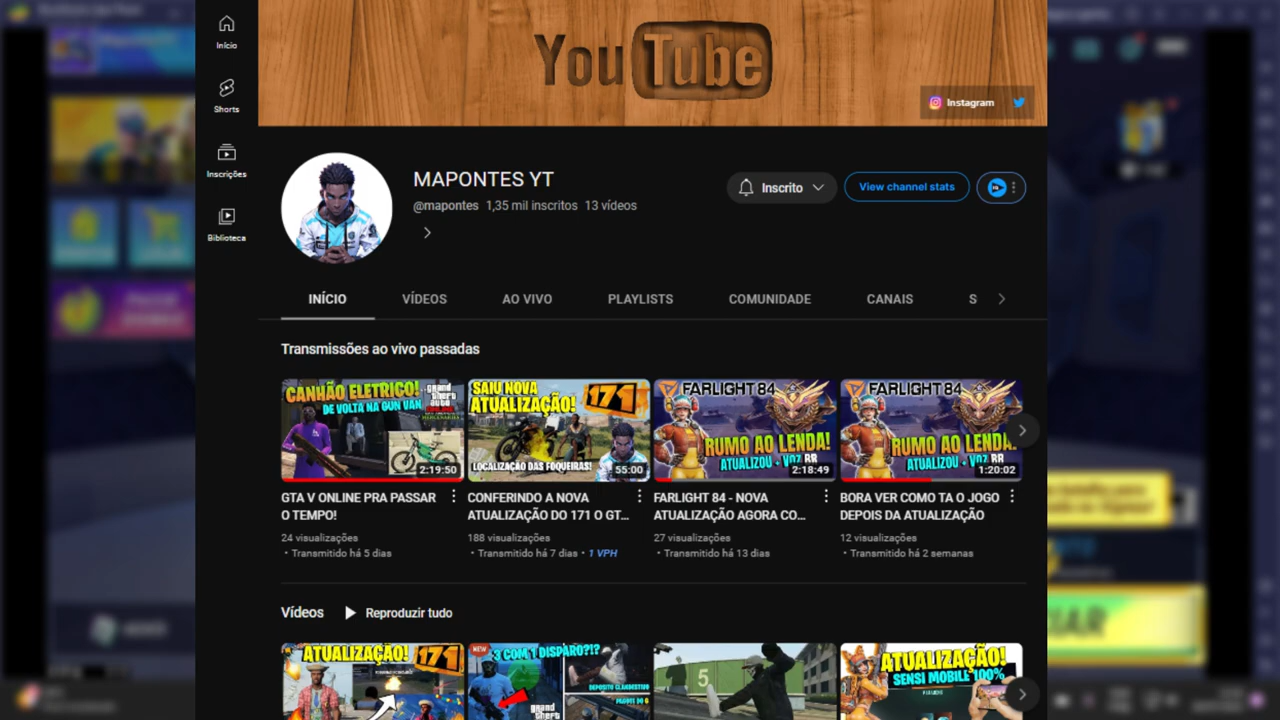 YouTube
Início
Shorts
Inscrições
Biblioteca
Instagram
MAPONTES YT
@mapontes 1,35 mil inscritos 13 vídeos
Inscrito
View channel stats
INÍCIO VÍDEOS AO VIVO PLAYLISTS COMUNIDADE CANAIS S
Transmissões ao vivo passadas
CANHÃO ELETRICO!
DE VOLTA NA GUN VAN
grand
theft
auto
2:19:50
GTA V ONLINE PRA PASSAR
O TEMPO!
24 visualizações
• Transmitido há 5 dias
SAIU NOVA
ATUALIZAÇÃO!
171
LOCALIZAÇÃO DAS FOGUEIRAS!
55:00
CONFERINDO A NOVA
ATUALIZAÇÃO DO 171 O GT...
188 visualizações
• Transmitido há 7 dias • 1 VPH
FARLIGHT 84
RUMO AO LENDA!
ATUALIZOU + VOZ BR
2:18:49
FARLIGHT 84 - NOVA
ATUALIZAÇÃO AGORA CO...
27 visualizações
• Transmitido há 13 dias
FARLIGHT 84
RUMO AO LENDA!
ATUALIZOU + VOZ BR
1:20:02
BORA VER COMO TA O JOGO
DEPOIS DA ATUALIZAÇÃO
12 visualizações
• Transmitido há 2 semanas
Vídeos Reproduzir tudo
ATUALIZAÇÃO!
171
NEW
3 COM 1 DISPARO?!?
DEPOSITO CLANDESTINO
grand
5
ATUALIZAÇÃO!
SENSI MOBILE 100%